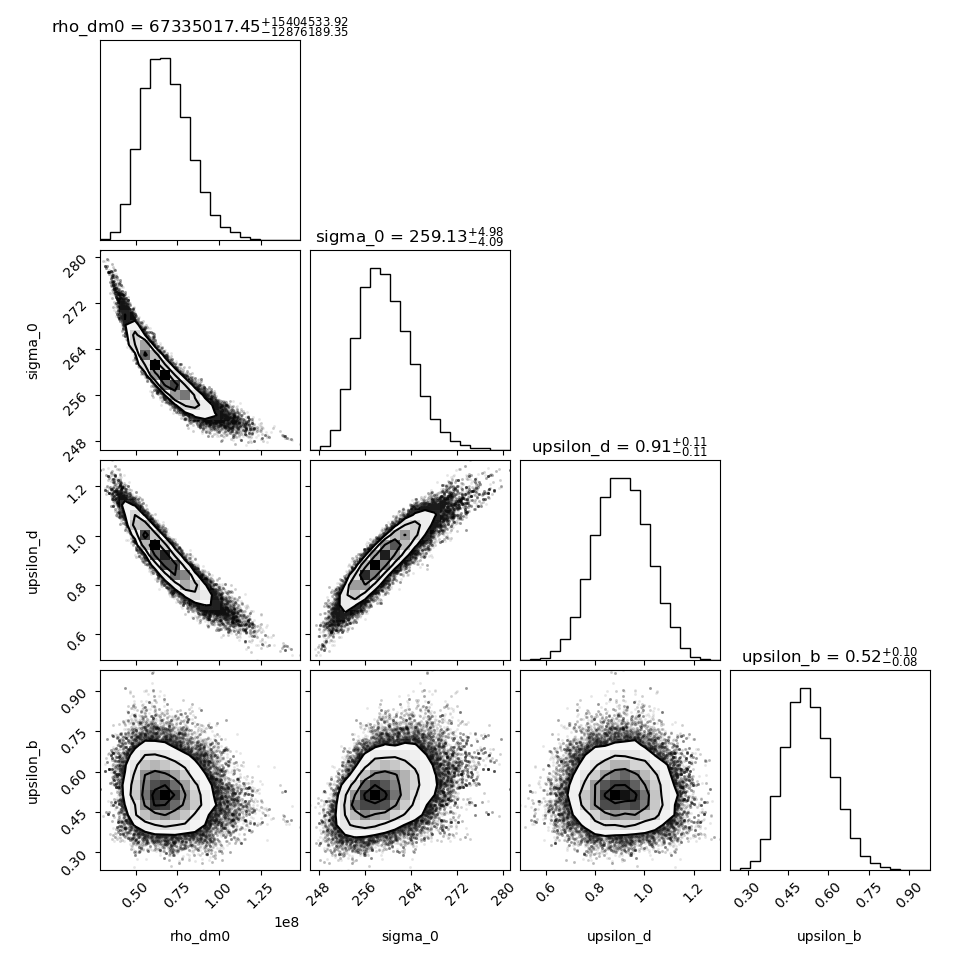 rho_dm0 = 67335017.45+15404533.92−12876189.35
sigma_0 = 259.13+4.98−4.09
280
272
264
256
248
sigma_0
upsilon_d = 0.91+0.11−0.11
1.2
1.0
0.8
0.6
upsilon_d
upsilon_b = 0.52+0.10−0.08
0.90
0.75
0.60
0.45
0.30
upsilon_b
0.50 0.75 1.00 1.25
1e8
rho_dm0
248 256 264 272 280
sigma_0
0.6 0.8 1.0 1.2
upsilon_d
0.30 0.45 0.60 0.75 0.90
upsilon_b